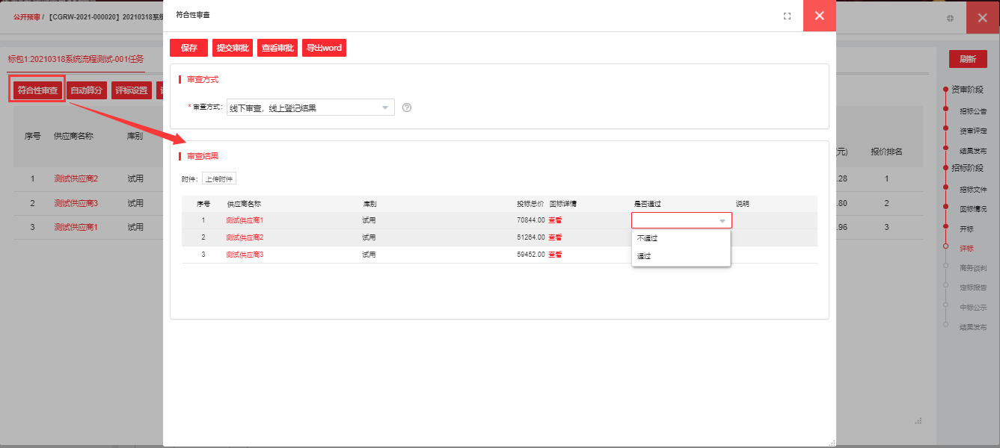 公开预审 / 【CGRW-2021-000020】20210318系统
标包1:20210318系统流程测试-001任务
符合性审查 自动算分 评标设置
序号 供应商名称 库别
1 测试供应商2 试用
2 测试供应商3 试用
3 测试供应商1 试用
符合性审查
保存 提交审批 查看审批 导出word
审查方式
* 审查方式: 线下审查，线上登记结果
审查结果
附件: 上传附件
序号 供应商名称 库别 投标总价 回标详情 是否通过 说明
1 测试供应商1 试用 70844.00 查看
2 测试供应商2 试用 51264.00 查看
3 测试供应商3 试用 59452.00 查看
不通过
通过
元) 报价排名
.28 1
.80 2
.96 3
刷新
资审阶段
招标公告
资审评定
结果发布
招标阶段
招标文件
回标情况
开标
评标
商务谈判
定标报告
中标公示
结果发布